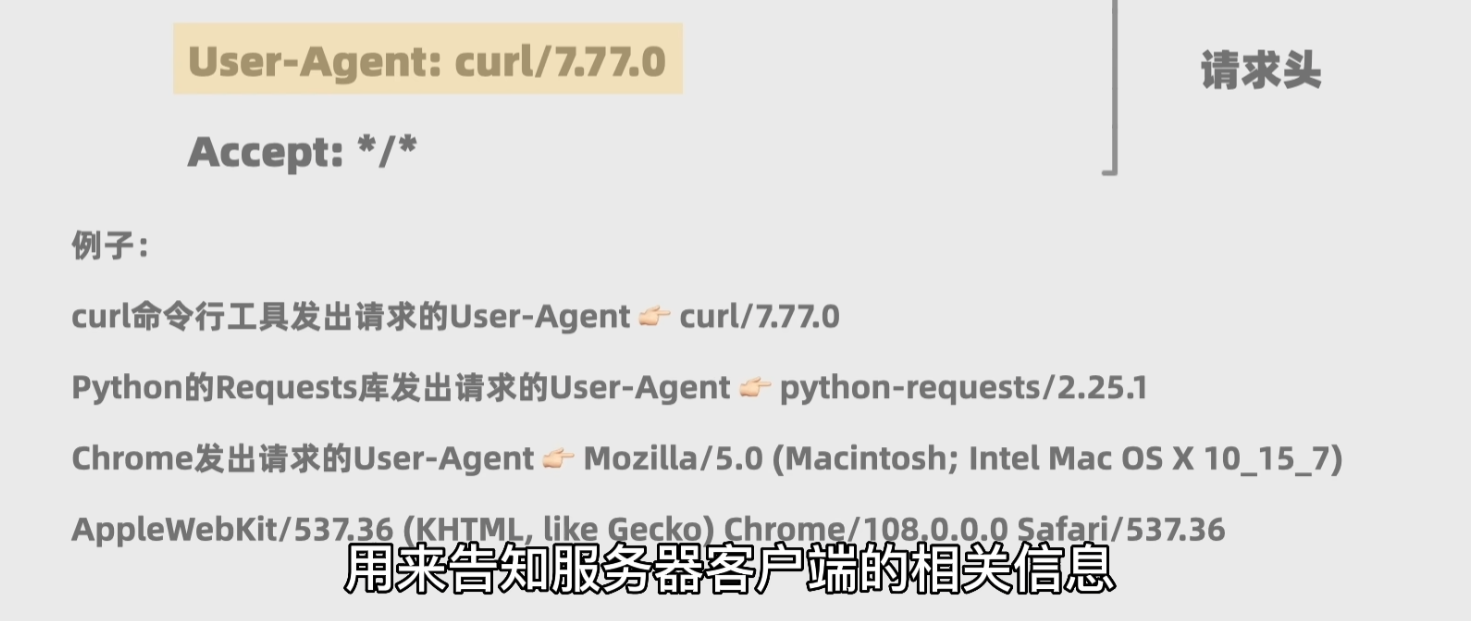 User-Agent: curl/7.77.0
请求头
Accept: */*
例子：
curl命令行工具发出请求的User-Agent 👉🏻 curl/7.77.0
Python的Requests库发出请求的User-Agent 👉🏻 python-requests/2.25.1
Chrome发出请求的User-Agent 👉🏻 Mozilla/5.0 (Macintosh; Intel Mac OS X 10_15_7)
AppleWebKit/537.36 (KHTML, like Gecko) Chrome/108.0.0.0 Safari/537.36
用来告知服务器客户端的相关信息